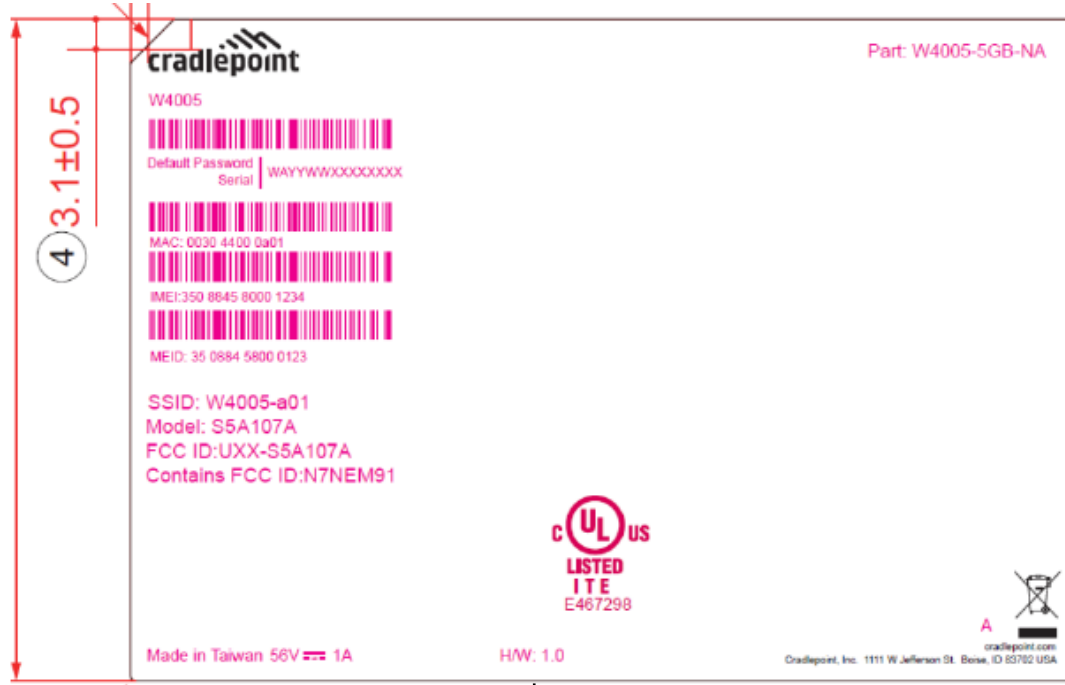 cradlepoint
Part: W4005-5GB-NA
W4005
3.1±0.5
4
Default Password
Serial
WAYYWWXXXXXXXX
MAC: 0030 4400 0a01
IMEI:350 8845 8000 1234
MEID: 35 0884 5800 0123
SSID: W4005-a01
Model: S5A107A
FCC ID:UXX-S5A107A
Contains FCC ID:N7NEM91
C UL US
LISTED
ITE
E467298
A
Made in Taiwan 56V 1A
H/W: 1.0
cradlepoint.com
Cradlepoint, Inc. 1111 W Jefferson St. Boise, ID 83702 USA